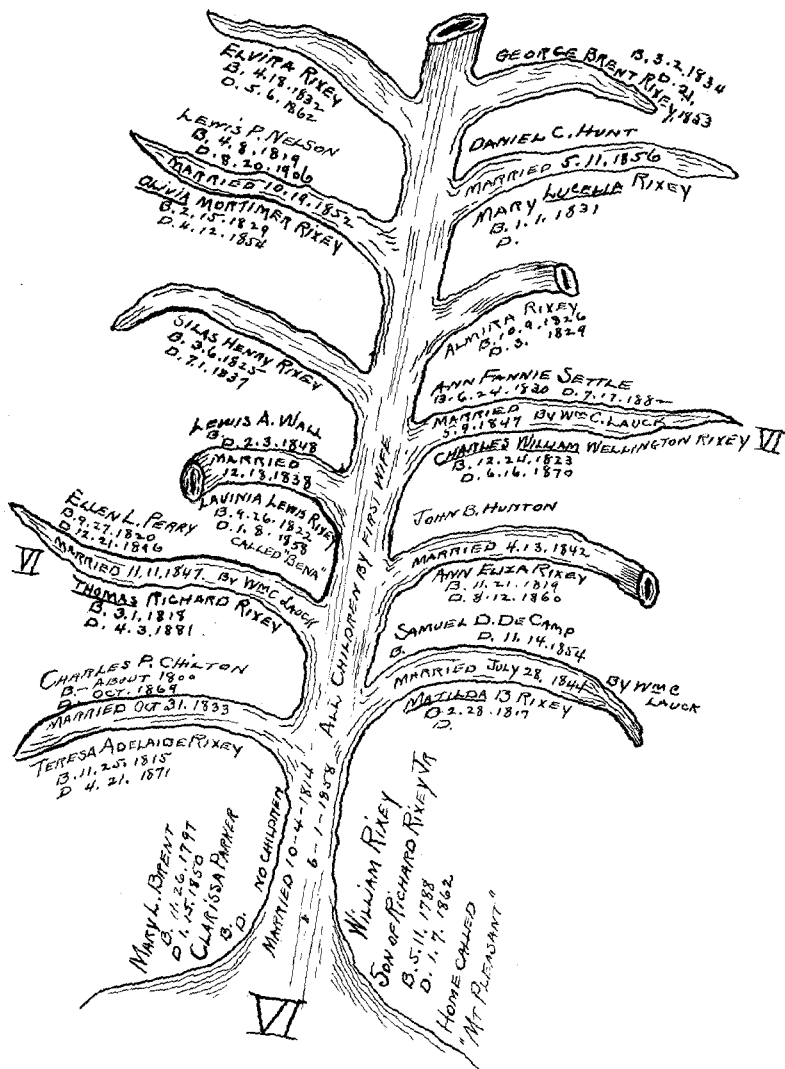 ELVIRA RIXEY
B. 4.18.1832
D. 5.6.1862
GEORGE BRENT RIXEY
B. 3.2.1834
D. 21.
1853
LEWIS P. NELSON
B. 4.8.1819
D. 8.20.1906
MARRIED 10.19.1852
OLIVIA MORTIMER RIXEY
B. 2.15.1829
D. 4.12.1854
DANIEL C. HUNT
MARRIED 5.11.1856
MARY LUCELIA RIXEY
B. 1.1.1831
D.
SILAS HENRY RIXEY
B. 3.6.1825
D. 7.1.1837
ALMIRA RIXEY
B. 10.9.1826
D. 3. 1829
ANN FANNIE SETTLE
B. 6.24.1830 D. 7.17.1882
MARRIED BY WM C. LAUCK
5.9.1847
CHARLES WILLIAM WELLINGTON RIXEY VI
B. 12.24.1823
D. 6.16.1870
LEWIS A. WALL
B.
D. 2.3.1848
MARRIED
12.18.1838
LAVINIA LEWIS RIXEY
B. 9.26.1822
D. 1.8.1858
CALLED "BENA"
JOHN B. HUNTON
MARRIED 4.13.1842
ANN ELIZA RIXEY
B. 11.21.1819
D. 8.12.1860
ELLEN L. PERRY
B. 9.27.1820
D. 12.21.1896
VI
MARRIED 11.11.1847. BY WMC LAUCK
THOMAS RICHARD RIXEY
B. 3.1.1818
D. 4.3.1881.
SAMUEL D. DE CAMP
B. D. 11.14.1854
MARRIED JULY 28, 1844 BY WMC
LAUCK
MATILDA B RIXEY
B. 2.28.1817
D.
CHARLES P. CHILTON
B.- ABOUT 1800
D. OCT. 1869
MARRIED OCT 31. 1833
TERESA ADELAIDE RIXEY
B. 11.25.1815
D 4.21.1871
ALL CHILDREN BY FIRST WIFE
MARY L. BRENT
B. 11.26.1797
D 1.15.1850
CLARISSA PARKER
B.
D. NO CHILDREN
MARRIED 10-4-1814
& 6-1-1858
WILLIAM RIXEY
SON OF RICHARD RIXEY JR
B. 5.11.1788
D. 1.7.1862
HOME CALLED
"MT PLEASANT"
VI